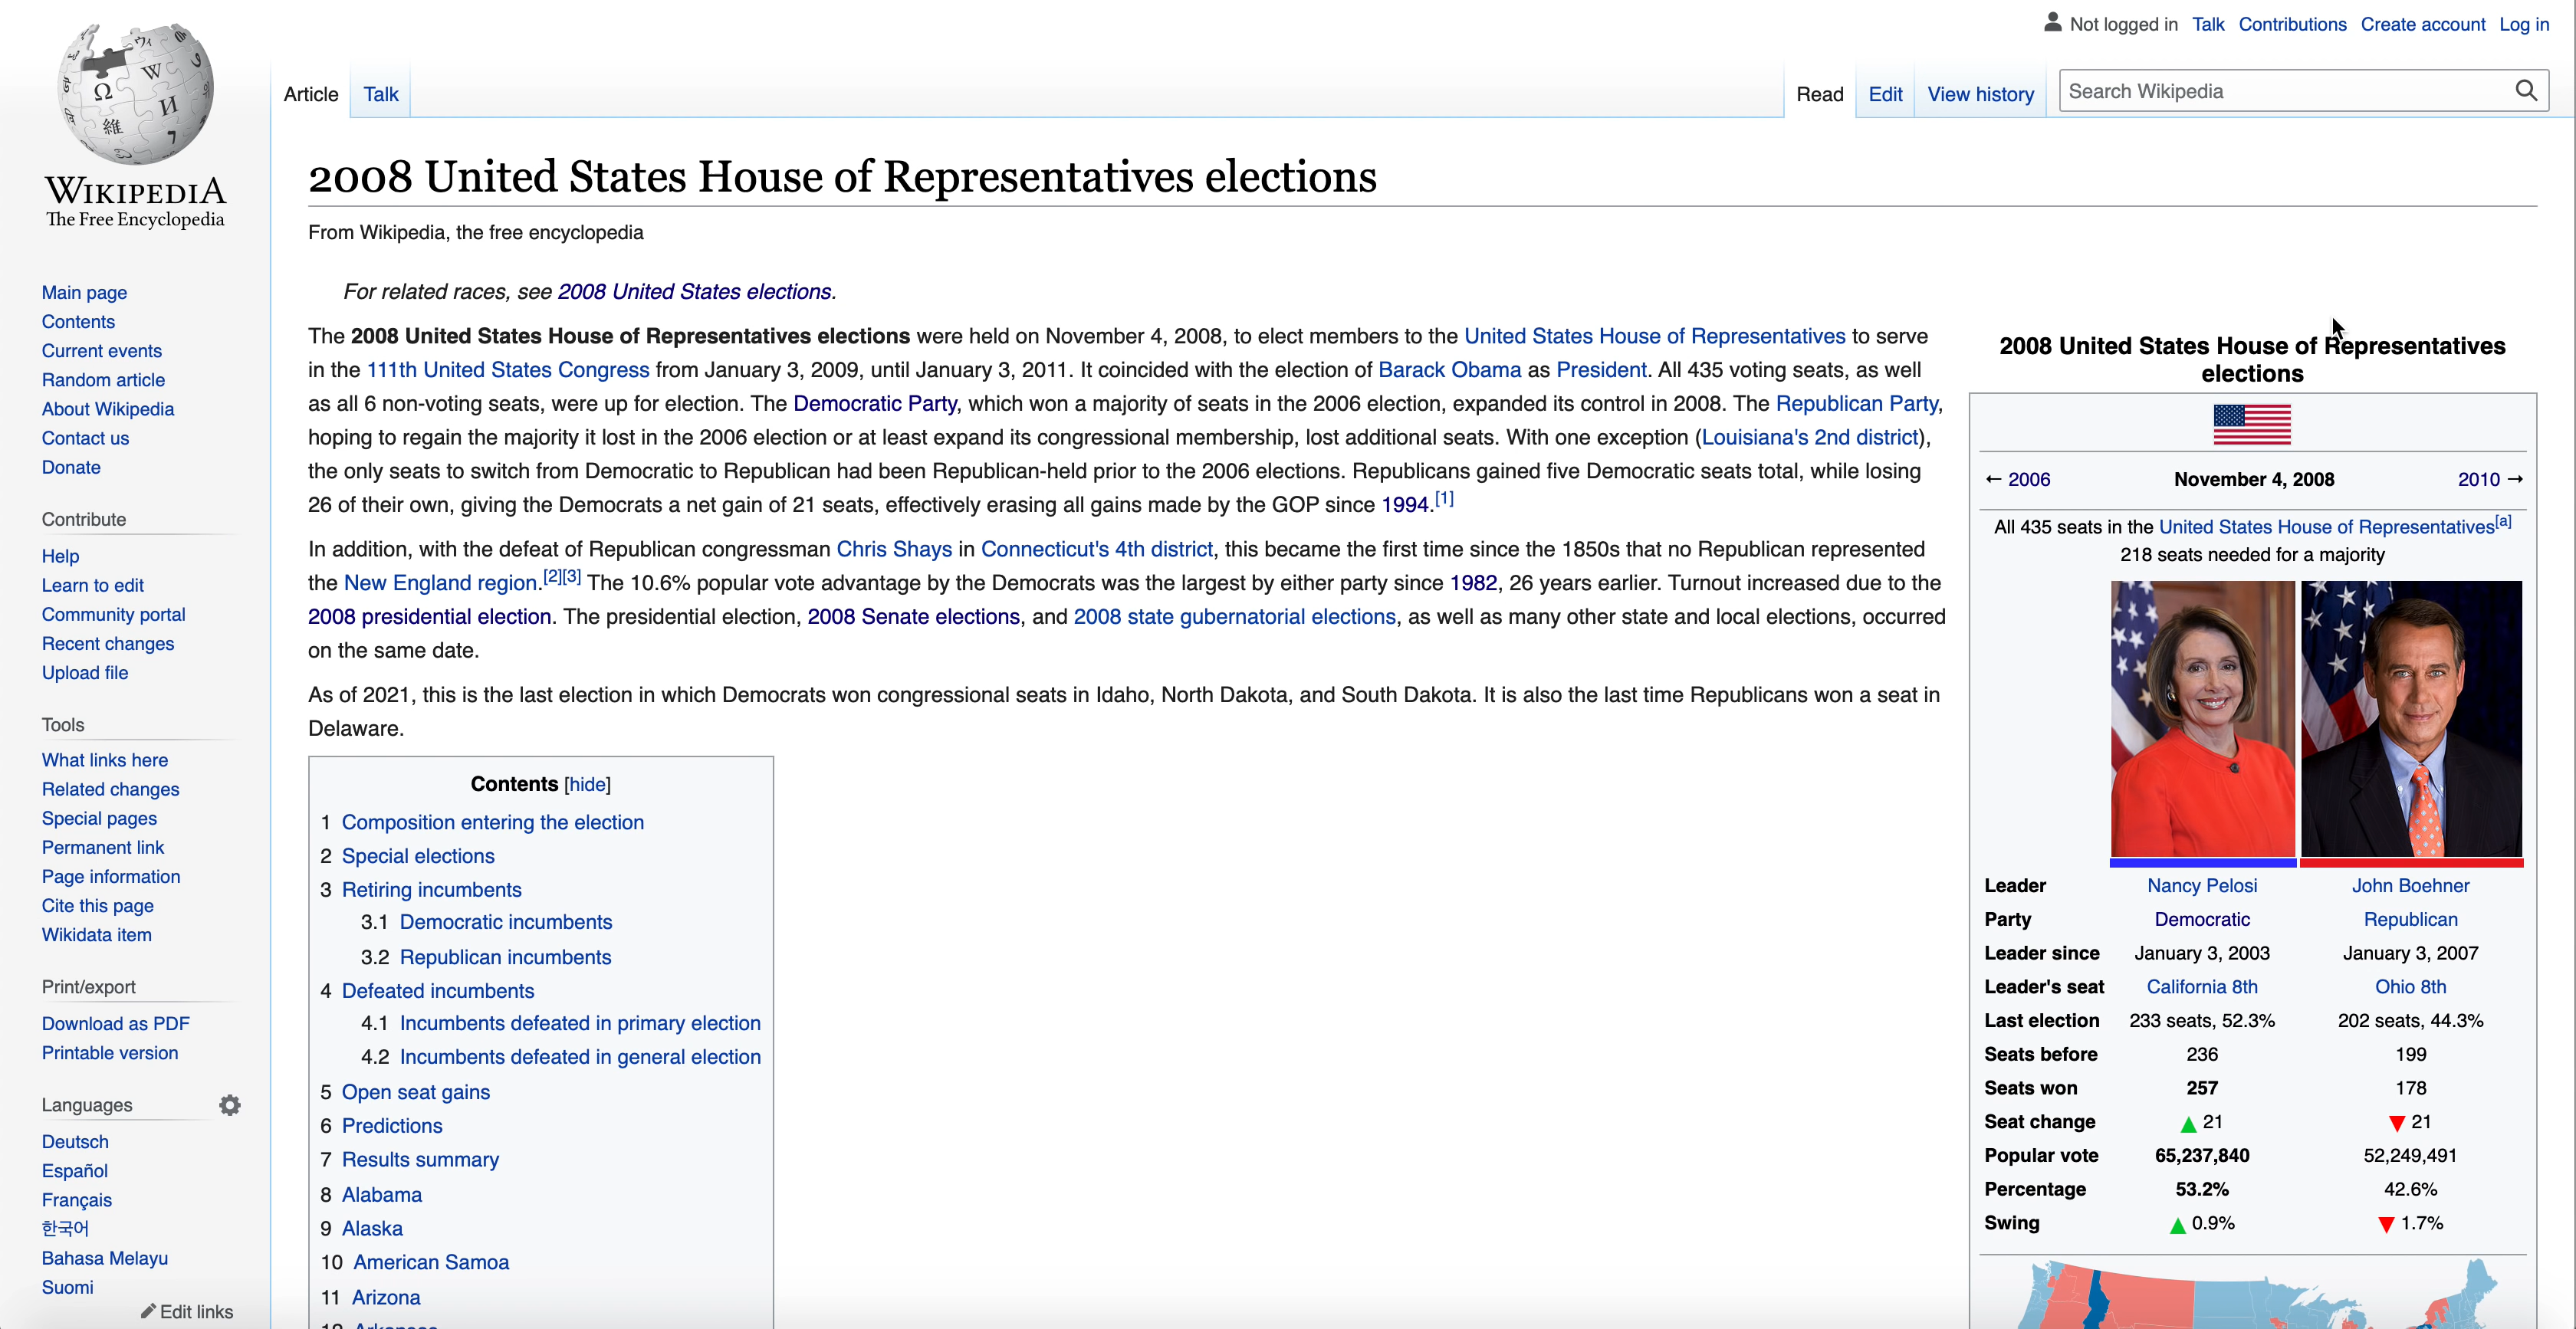 Not logged in Talk Contributions Create account Log in
Article Talk Read Edit View history Search Wikipedia
WIKIPEDIA
The Free Encyclopedia
Main page
Contents
Current events
Random article
About Wikipedia
Contact us
Donate
Contribute
Help
Learn to edit
Community portal
Recent changes
Upload file
Tools
What links here
Related changes
Special pages
Permanent link
Page information
Cite this page
Wikidata item
Print/export
Download as PDF
Printable version
Languages
Deutsch
Español
Français
한국어
Bahasa Melayu
Suomi
Edit links
2008 United States House of Representatives elections
From Wikipedia, the free encyclopedia
For related races, see 2008 United States elections.
The 2008 United States House of Representatives elections were held on November 4, 2008, to elect members to the United States House of Representatives to serve
in the 111th United States Congress from January 3, 2009, until January 3, 2011. It coincided with the election of Barack Obama as President. All 435 voting seats, as well
as all 6 non-voting seats, were up for election. The Democratic Party, which won a majority of seats in the 2006 election, expanded its control in 2008. The Republican Party,
hoping to regain the majority it lost in the 2006 election or at least expand its congressional membership, lost additional seats. With one exception (Louisiana's 2nd district),
the only seats to switch from Democratic to Republican had been Republican-held prior to the 2006 elections. Republicans gained five Democratic seats total, while losing
26 of their own, giving the Democrats a net gain of 21 seats, effectively erasing all gains made by the GOP since 1994.[1]
In addition, with the defeat of Republican congressman Chris Shays in Connecticut's 4th district, this became the first time since the 1850s that no Republican represented
the New England region.[2][3] The 10.6% popular vote advantage by the Democrats was the largest by either party since 1982, 26 years earlier. Turnout increased due to the
2008 presidential election. The presidential election, 2008 Senate elections, and 2008 state gubernatorial elections, as well as many other state and local elections, occurred
on the same date.
As of 2021, this is the last election in which Democrats won congressional seats in Idaho, North Dakota, and South Dakota. It is also the last time Republicans won a seat in
Delaware.
Contents [hide]
1 Composition entering the election
2 Special elections
3 Retiring incumbents
3.1 Democratic incumbents
3.2 Republican incumbents
4 Defeated incumbents
4.1 Incumbents defeated in primary election
4.2 Incumbents defeated in general election
5 Open seat gains
6 Predictions
7 Results summary
8 Alabama
9 Alaska
10 American Samoa
11 Arizona
2008 United States House of Representatives
elections
← 2006 November 4, 2008 2010 →
All 435 seats in the United States House of Representatives[a]
218 seats needed for a majority
Leader Nancy Pelosi John Boehner
Party Democratic Republican
Leader since January 3, 2003 January 3, 2007
Leader's seat California 8th Ohio 8th
Last election 233 seats, 52.3% 202 seats, 44.3%
Seats before 236 199
Seats won 257 178
Seat change ▲ 21 ▼ 21
Popular vote 65,237,840 52,249,491
Percentage 53.2% 42.6%
Swing ▲ 0.9% ▼ 1.7%